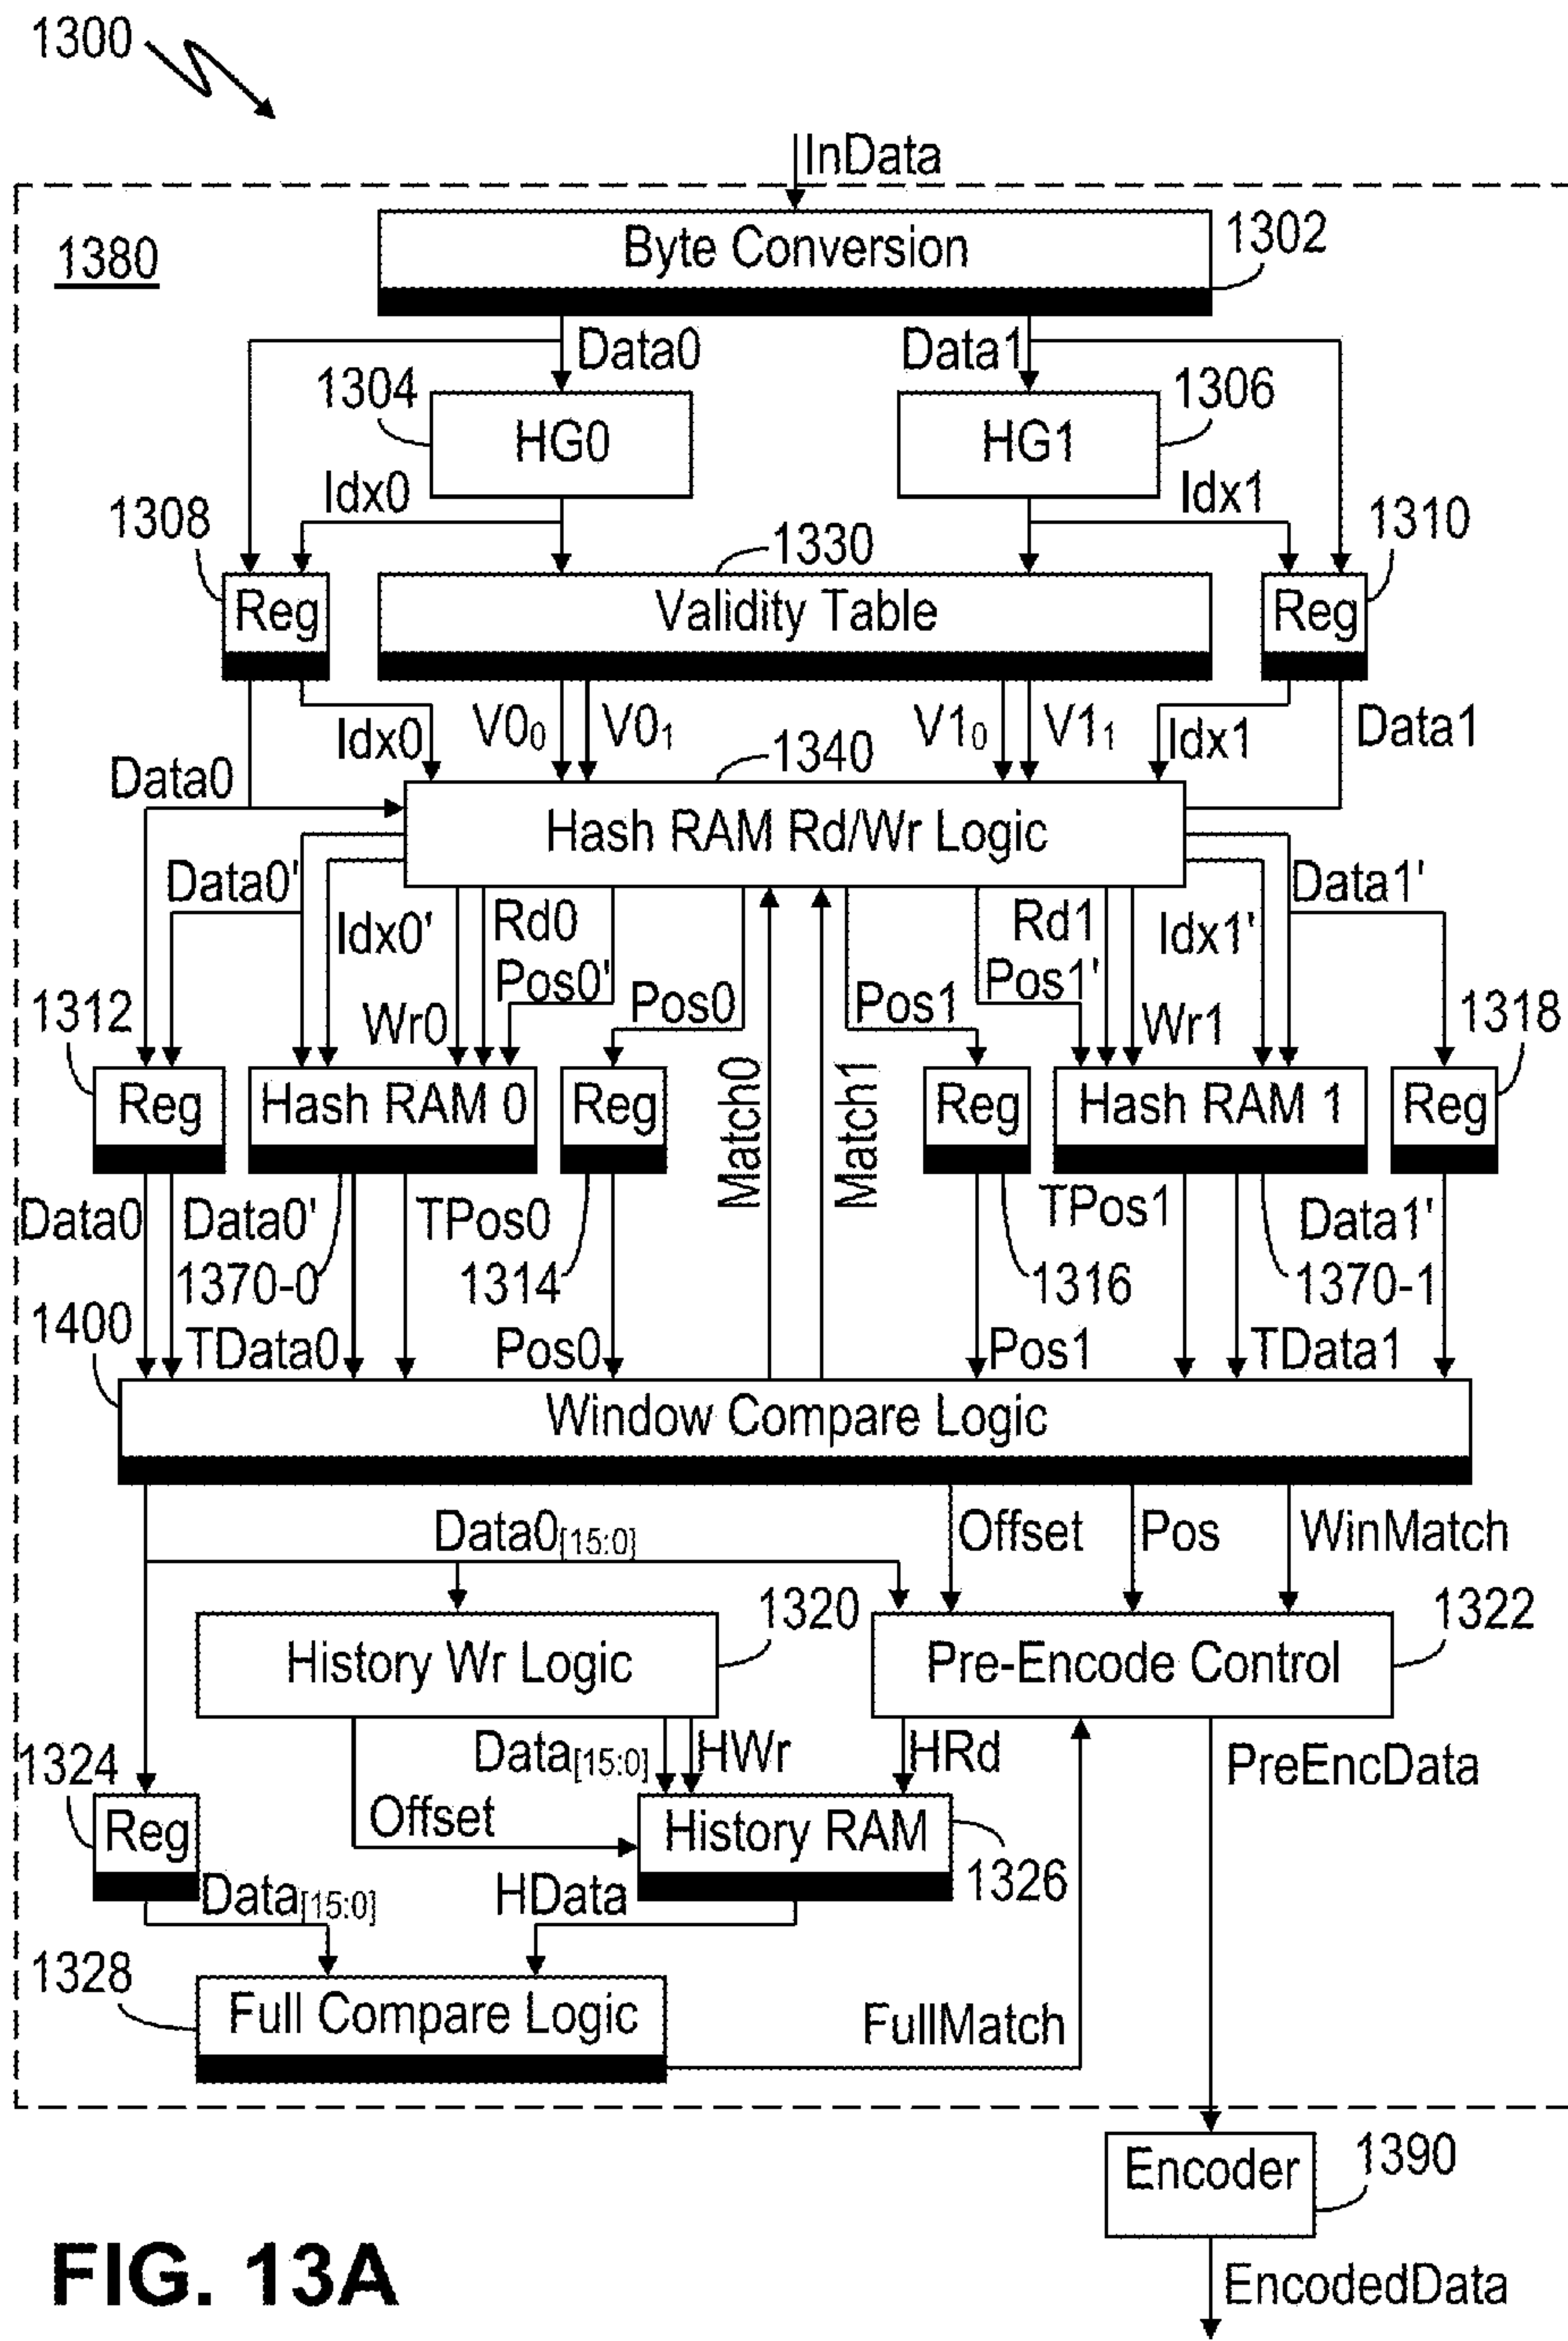 1300
InData
1380
Byte Conversion
1302
Data0
Data1
1304
HG0
HG1
1306
Idx0
Idx1
1308
1330
1310
Reg
Validity Table
Reg
Idx0
V0₀
V0₁
V1₀
V1₁
Idx1
Data1
Data0
1340
Hash RAM Rd/Wr Logic
Data0'
Idx0'
Rd0
Rd1
Idx1'
Data1'
Pos0'
Pos1'
1312
Wr0
Pos0
Pos1
Wr1
1318
Reg
Hash RAM 0
Reg
Match0
Match1
Reg
Hash RAM 1
Reg
Data0
Data0'
TPos0
TPos1
Data1'
1370-0
1314
1316
1370-1
1400
TData0
Pos0
Pos1
TData1
Window Compare Logic
Data0[15:0]
Offset
Pos
WinMatch
1320
1322
History Wr Logic
Pre-Encode Control
1324
Data[15:0]
HWr
HRd
PreEncData
Reg
Offset
History RAM
1326
Data[15:0]
HData
1328
Full Compare Logic
FullMatch
Encoder
1390
FIG. 13A
EncodedData